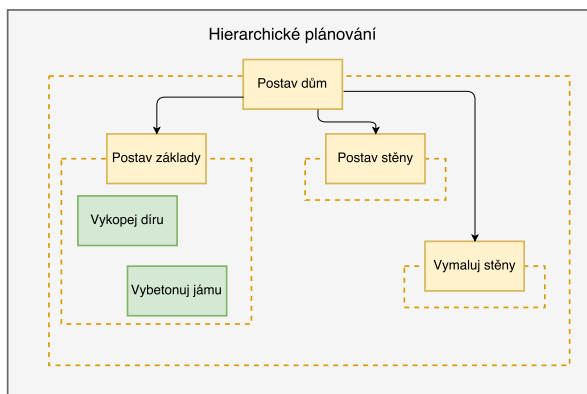 Hierarchické plánování
Postav dům
Postav základy
Postav stěny
Vykopej díru
Vymaluj stěny
Vybetonuj jámu